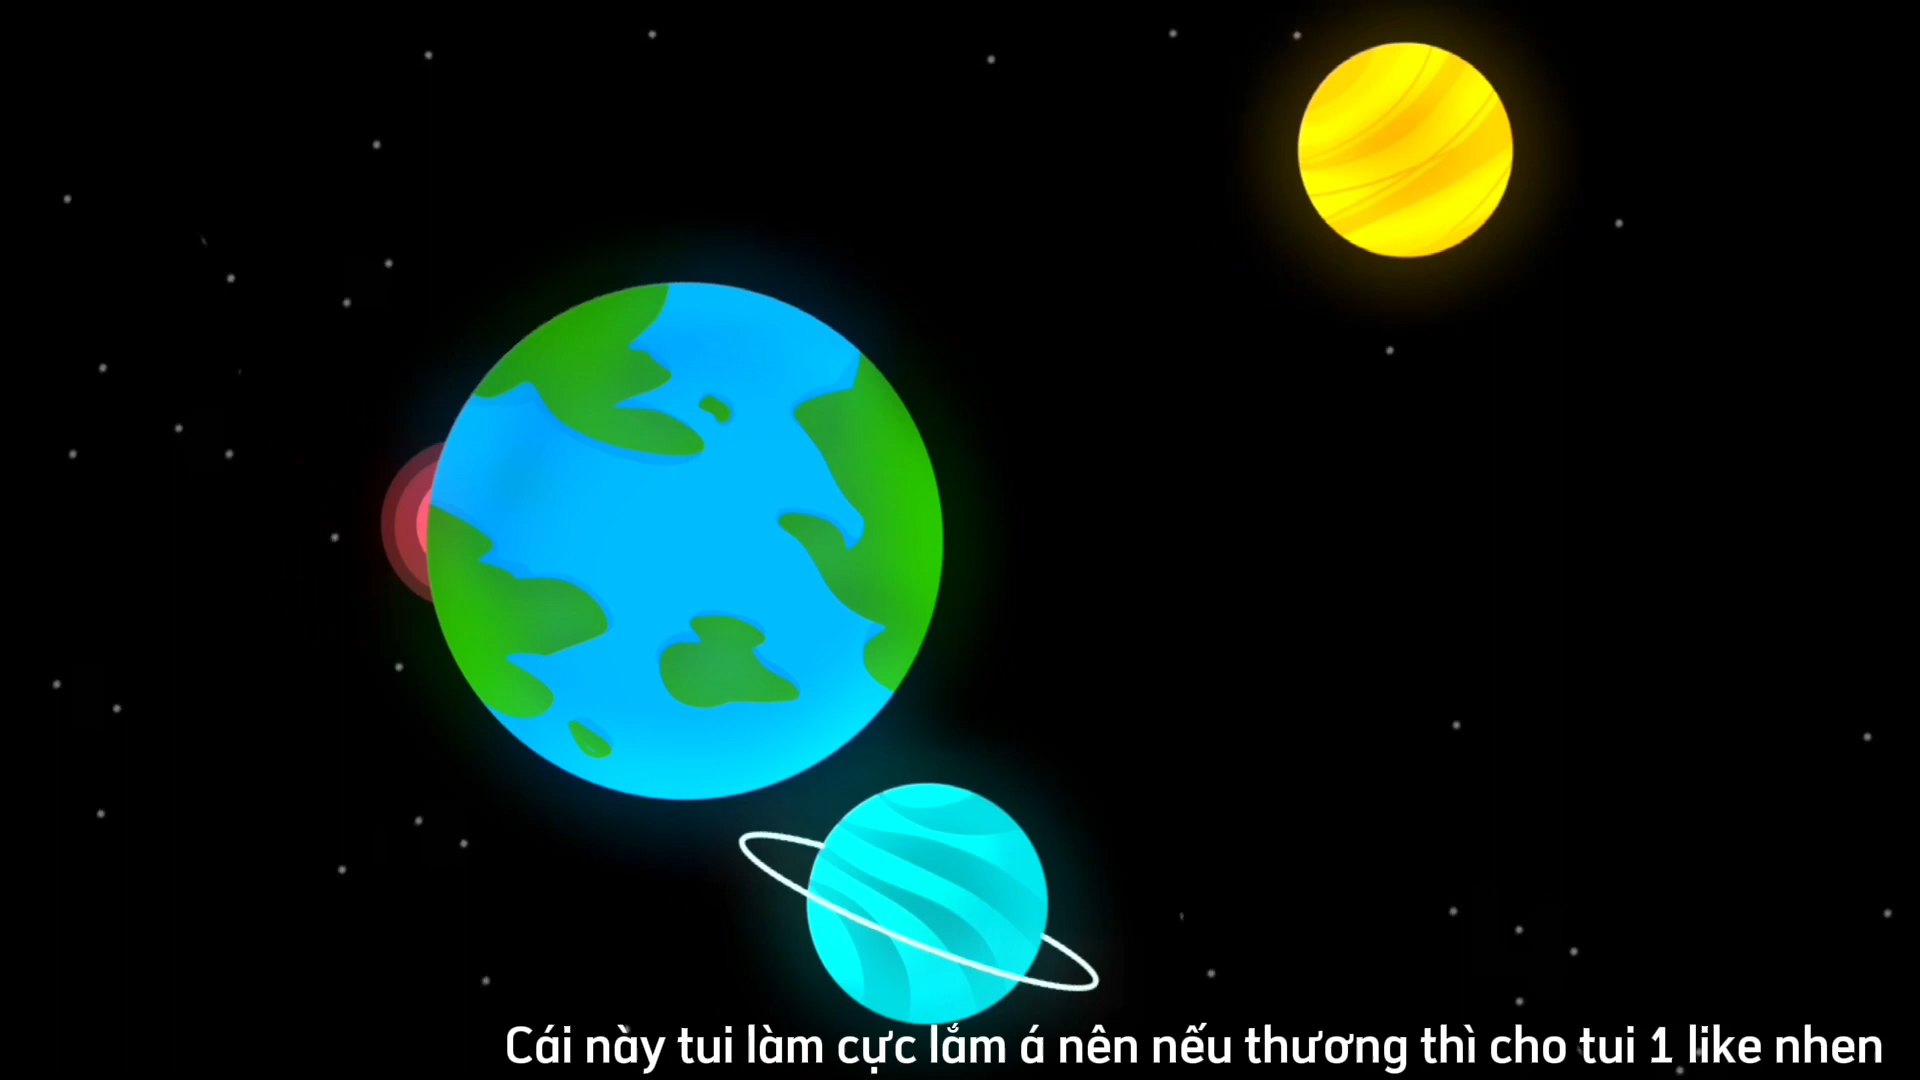 Cái này tui làm cực lắm á nên nếu thương thì cho tui 1 like nhen